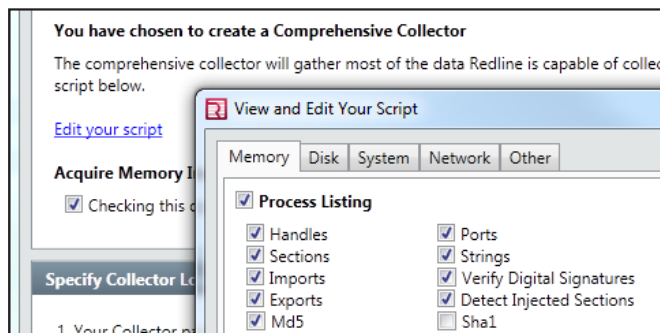 You have chosen to create a Comprehensive Collector
The comprehensive collector will gather most of the data Redline is capable of
script below.
Edit your script
Acquire Memory
Checking this
Specify Collector
1. Your Collector
View and Edit Your Script
Memory Disk System Network Other
Process Listing
Handles Ports
Sections Strings
Imports Verify Digital Signatures
Exports Detect Injected Sections
Md5 Sha1